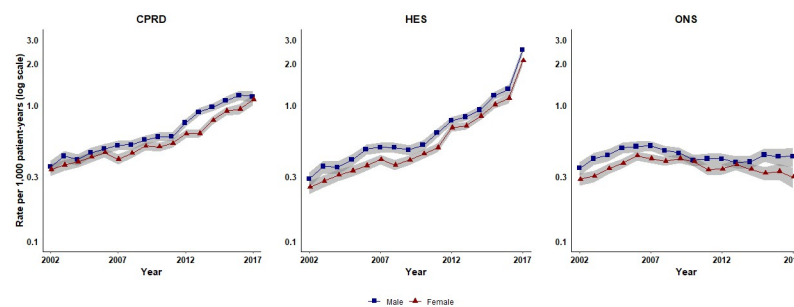 CPRD HES ONS
3.0 3.0 3.0
2.0 2.0 2.0
1.0 1.0 1.0
0.3 0.3 0.3
0.1 0.1 0.1
Rate per 1,000 patient-years (log scale)
2002 2007 2012 2017 2002 2007 2012 2017 2002 2007 2012
Year Year Year
Male Female